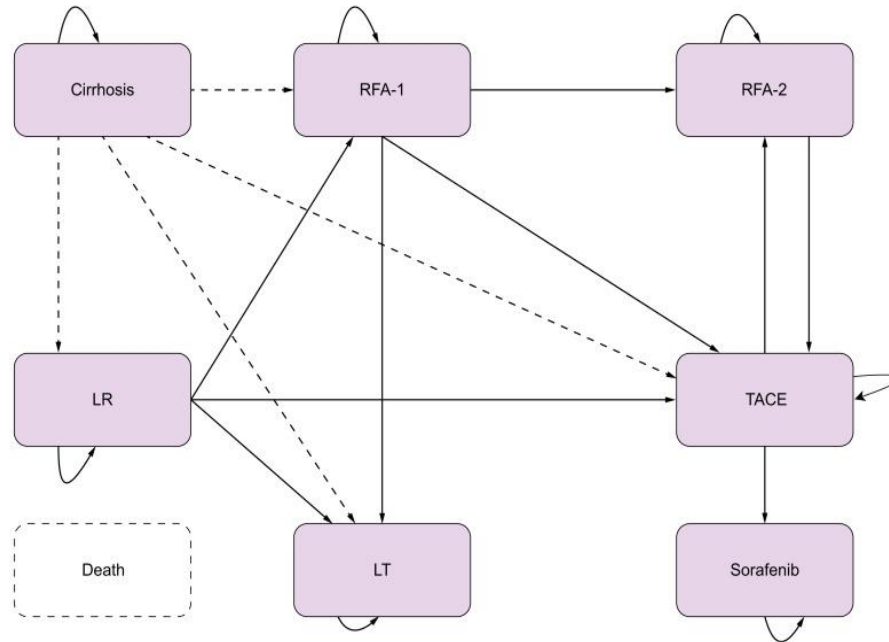 Cirrhosis
RFA-1
RFA-2
LR
TACE
Death
LT
Sorafenib